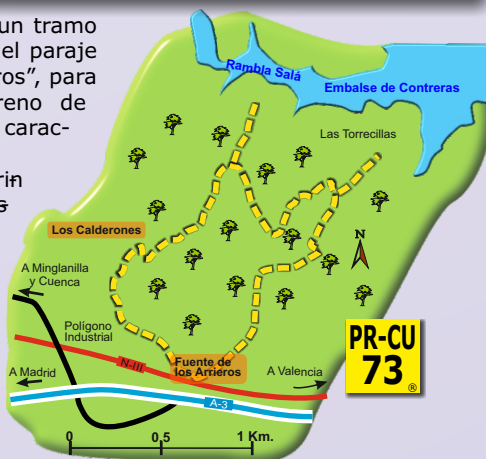 un tramo
el paraje
ros”, para
reno de
carac-
rin
s
Rambla Salá
Embalse de Contreras
Las Torrecillas
Los Calderones
N
A Minglanilla
y Cuenca
Polígono
Industrial
N-III
Fuente de
los Arrieros
A Madrid
A Valencia
A-3
PR-CU
73
®
0 0,5 1 Km.